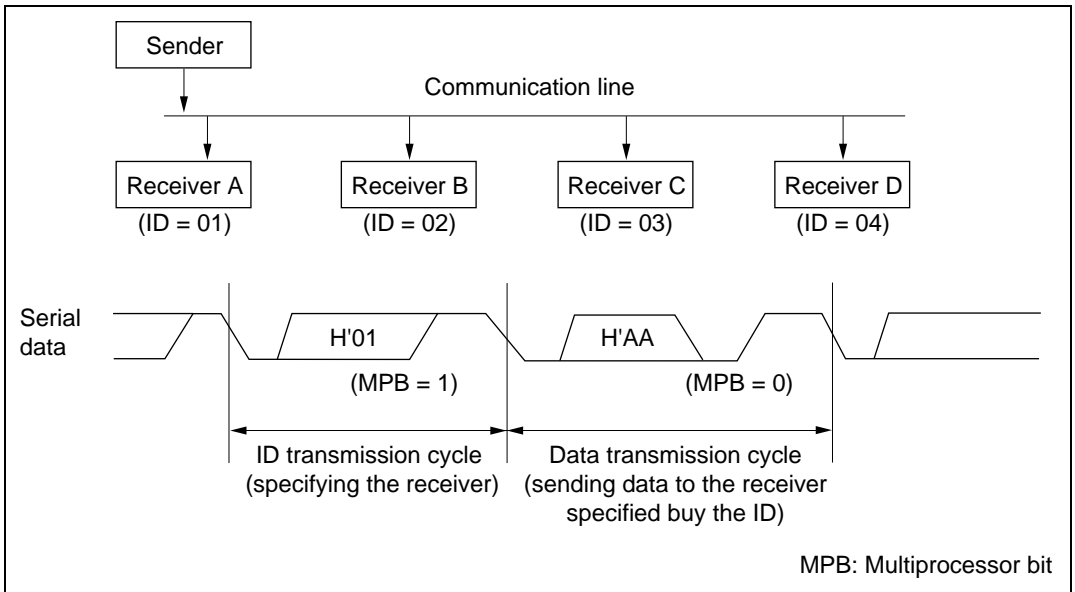 Sender
Communication line
Receiver A
Receiver B
Receiver C
Receiver D
(ID = 01)
(ID = 02)
(ID = 03)
(ID = 04)
Serial
data
H'01
H'AA
(MPB = 1)
(MPB = 0)
ID transmission cycle
(specifying the receiver)
Data transmission cycle
(sending data to the receiver
specified buy the ID)
MPB: Multiprocessor bit